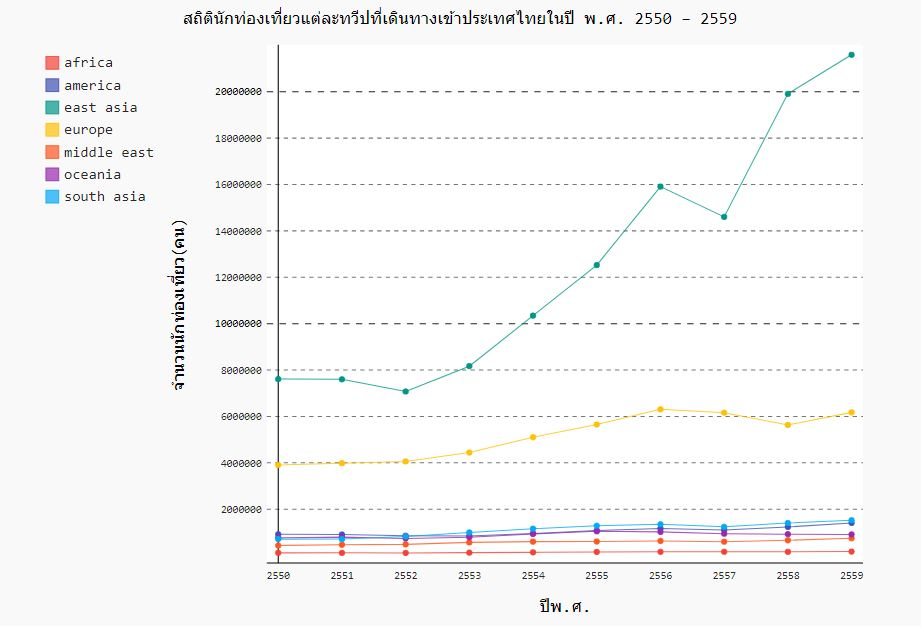 สถิตินักท่องเที่ยวแต่ละทวีปที่เดินทางเข้าประเทศไทยในปี พ.ศ. 2550 – 2559
africa
america
east asia
europe
middle east
oceania
south asia
จำนวนนักท่องเที่ยว(คน)
20000000
18000000
16000000
14000000
12000000
10000000
8000000
6000000
4000000
2000000
2550 2551 2552 2553 2554 2555 2556 2557 2558 2559
ปีพ.ศ.